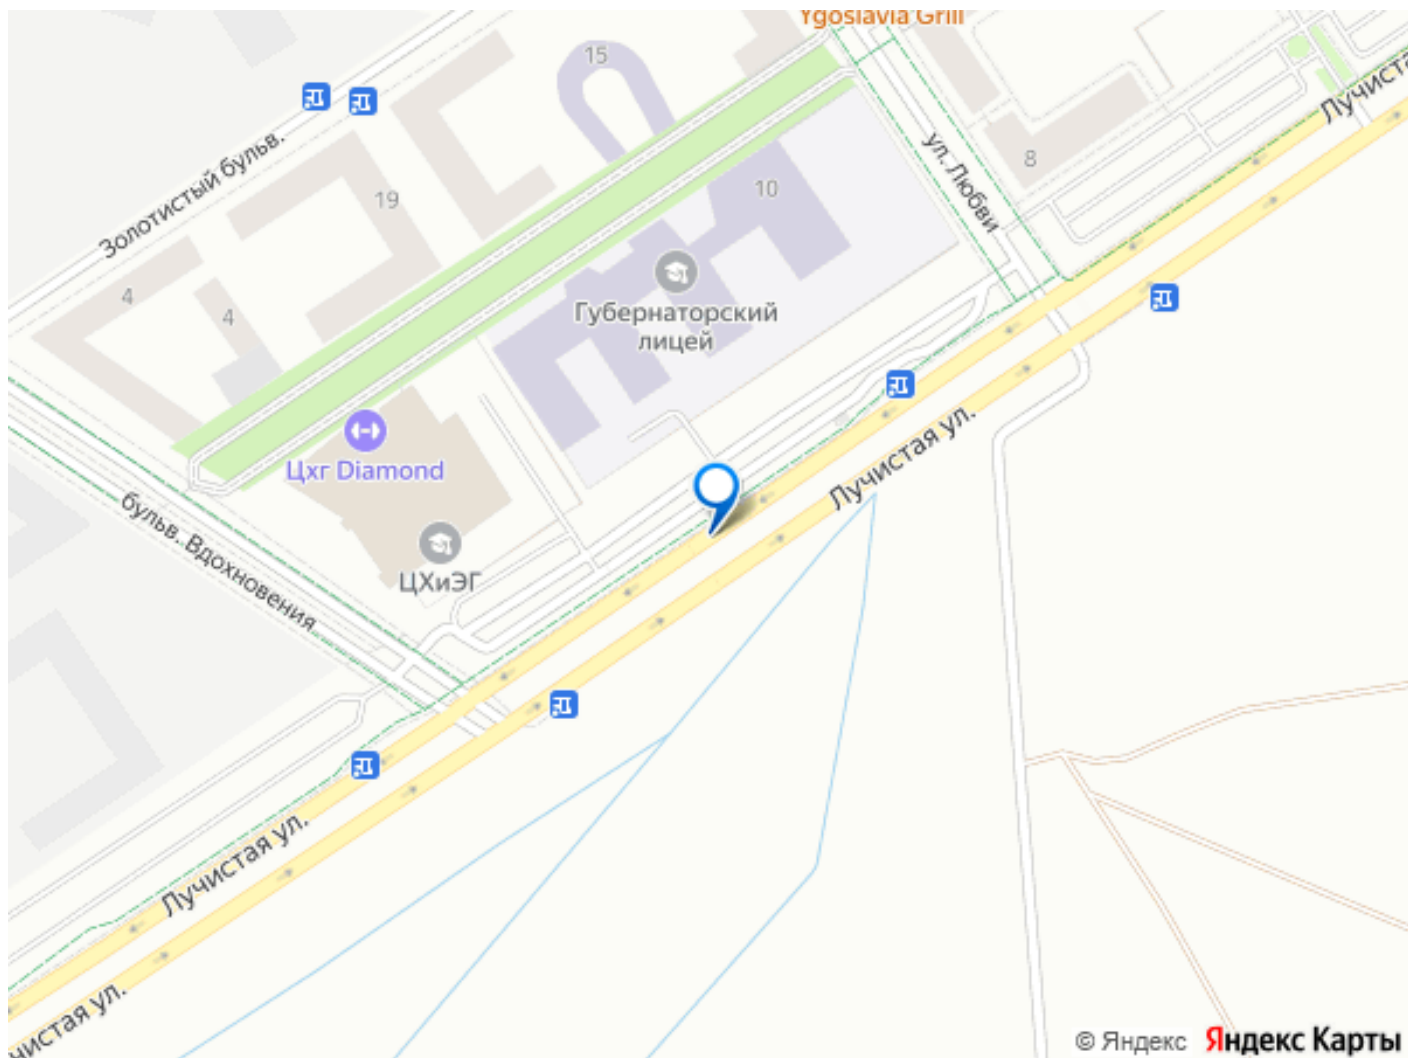 Ygoslavia Grill
15
Лучиста
Золотистый бульв.
ул. Любви
8
10
19
4
4
Губернаторский
лицей
Лучистая ул.
Цхг Diamond
бульв. Вдохновения
ЦХиЭГ
Лучистая ул.
чистая ул.
© Яндекс Яндекс Карты